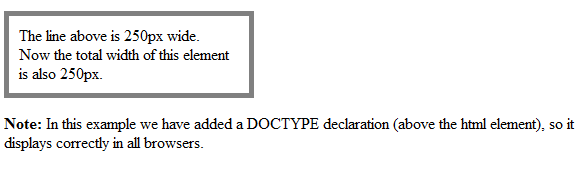 The line above is 250px wide.
Now the total width of this element
is also 250px.
Note: In this example we have added a DOCTYPE declaration (above the html element), so it
displays correctly in all browsers.